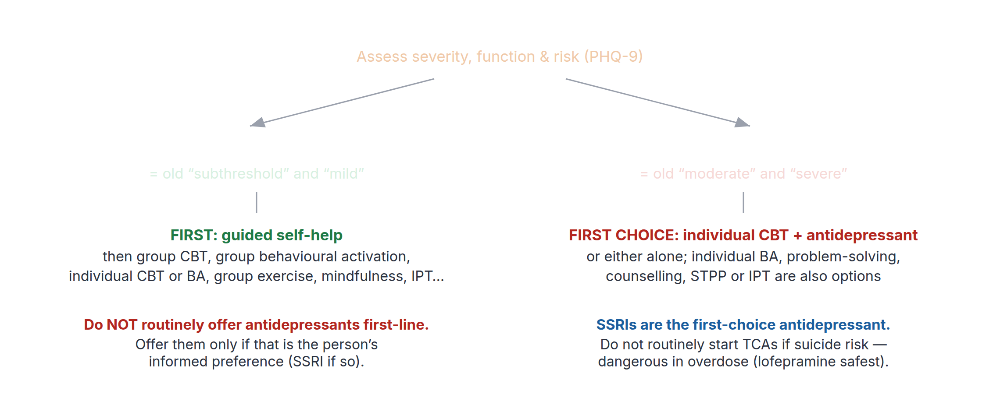 Assess severity, function & risk (PHQ-9)
= old “subthreshold” and “mild”
FIRST: guided self-help
then group CBT, group behavioural activation,
individual CBT or BA, group exercise, mindfulness, IPT...
Do NOT routinely offer antidepressants first-line.
Offer them only if that is the person’s
informed preference (SSRI if so).
= old “moderate” and “severe”
FIRST CHOICE: individual CBT + antidepressant
or either alone; individual BA, problem-solving,
counselling, STPP or IPT are also options
SSRIs are the first-choice antidepressant.
Do not routinely start TCAs if suicide risk —
dangerous in overdose (lofepramine safest).